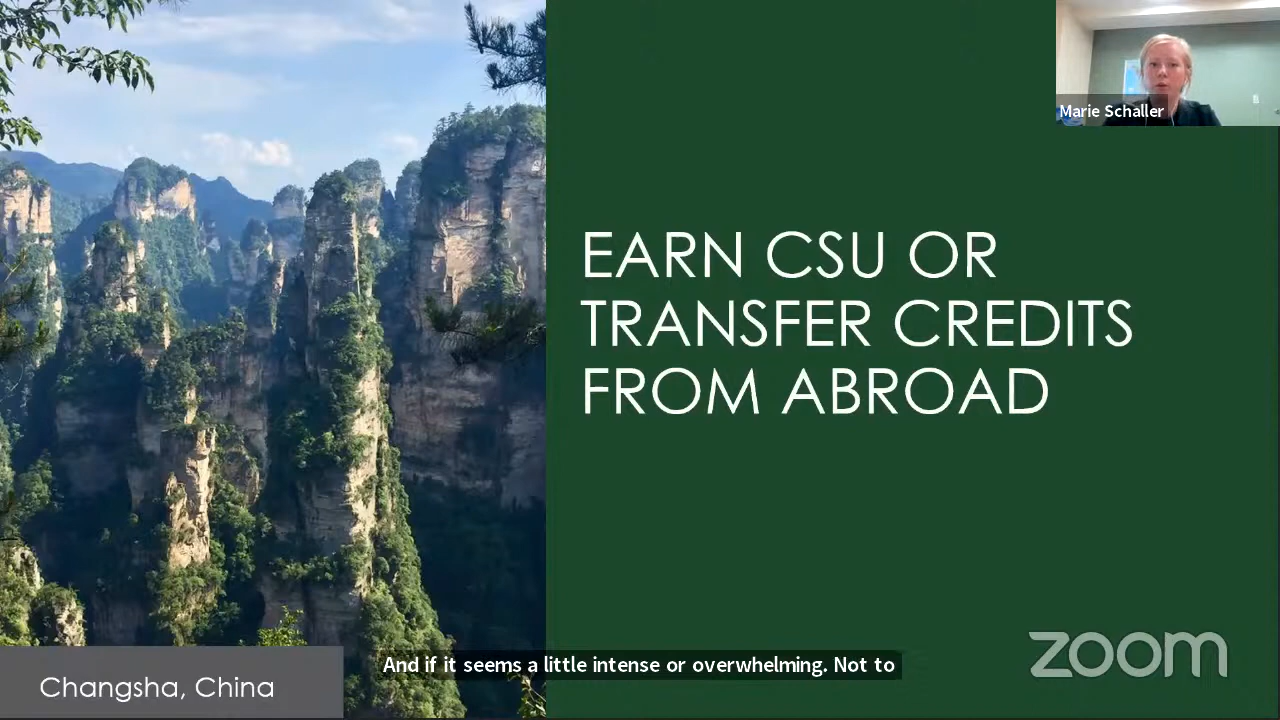 Marie Schaller
EARN CSU OR
TRANSFER CREDITS
FROM ABROAD
And if it seems a little intense or overwhelming. Not to
zoom
Changsha, China